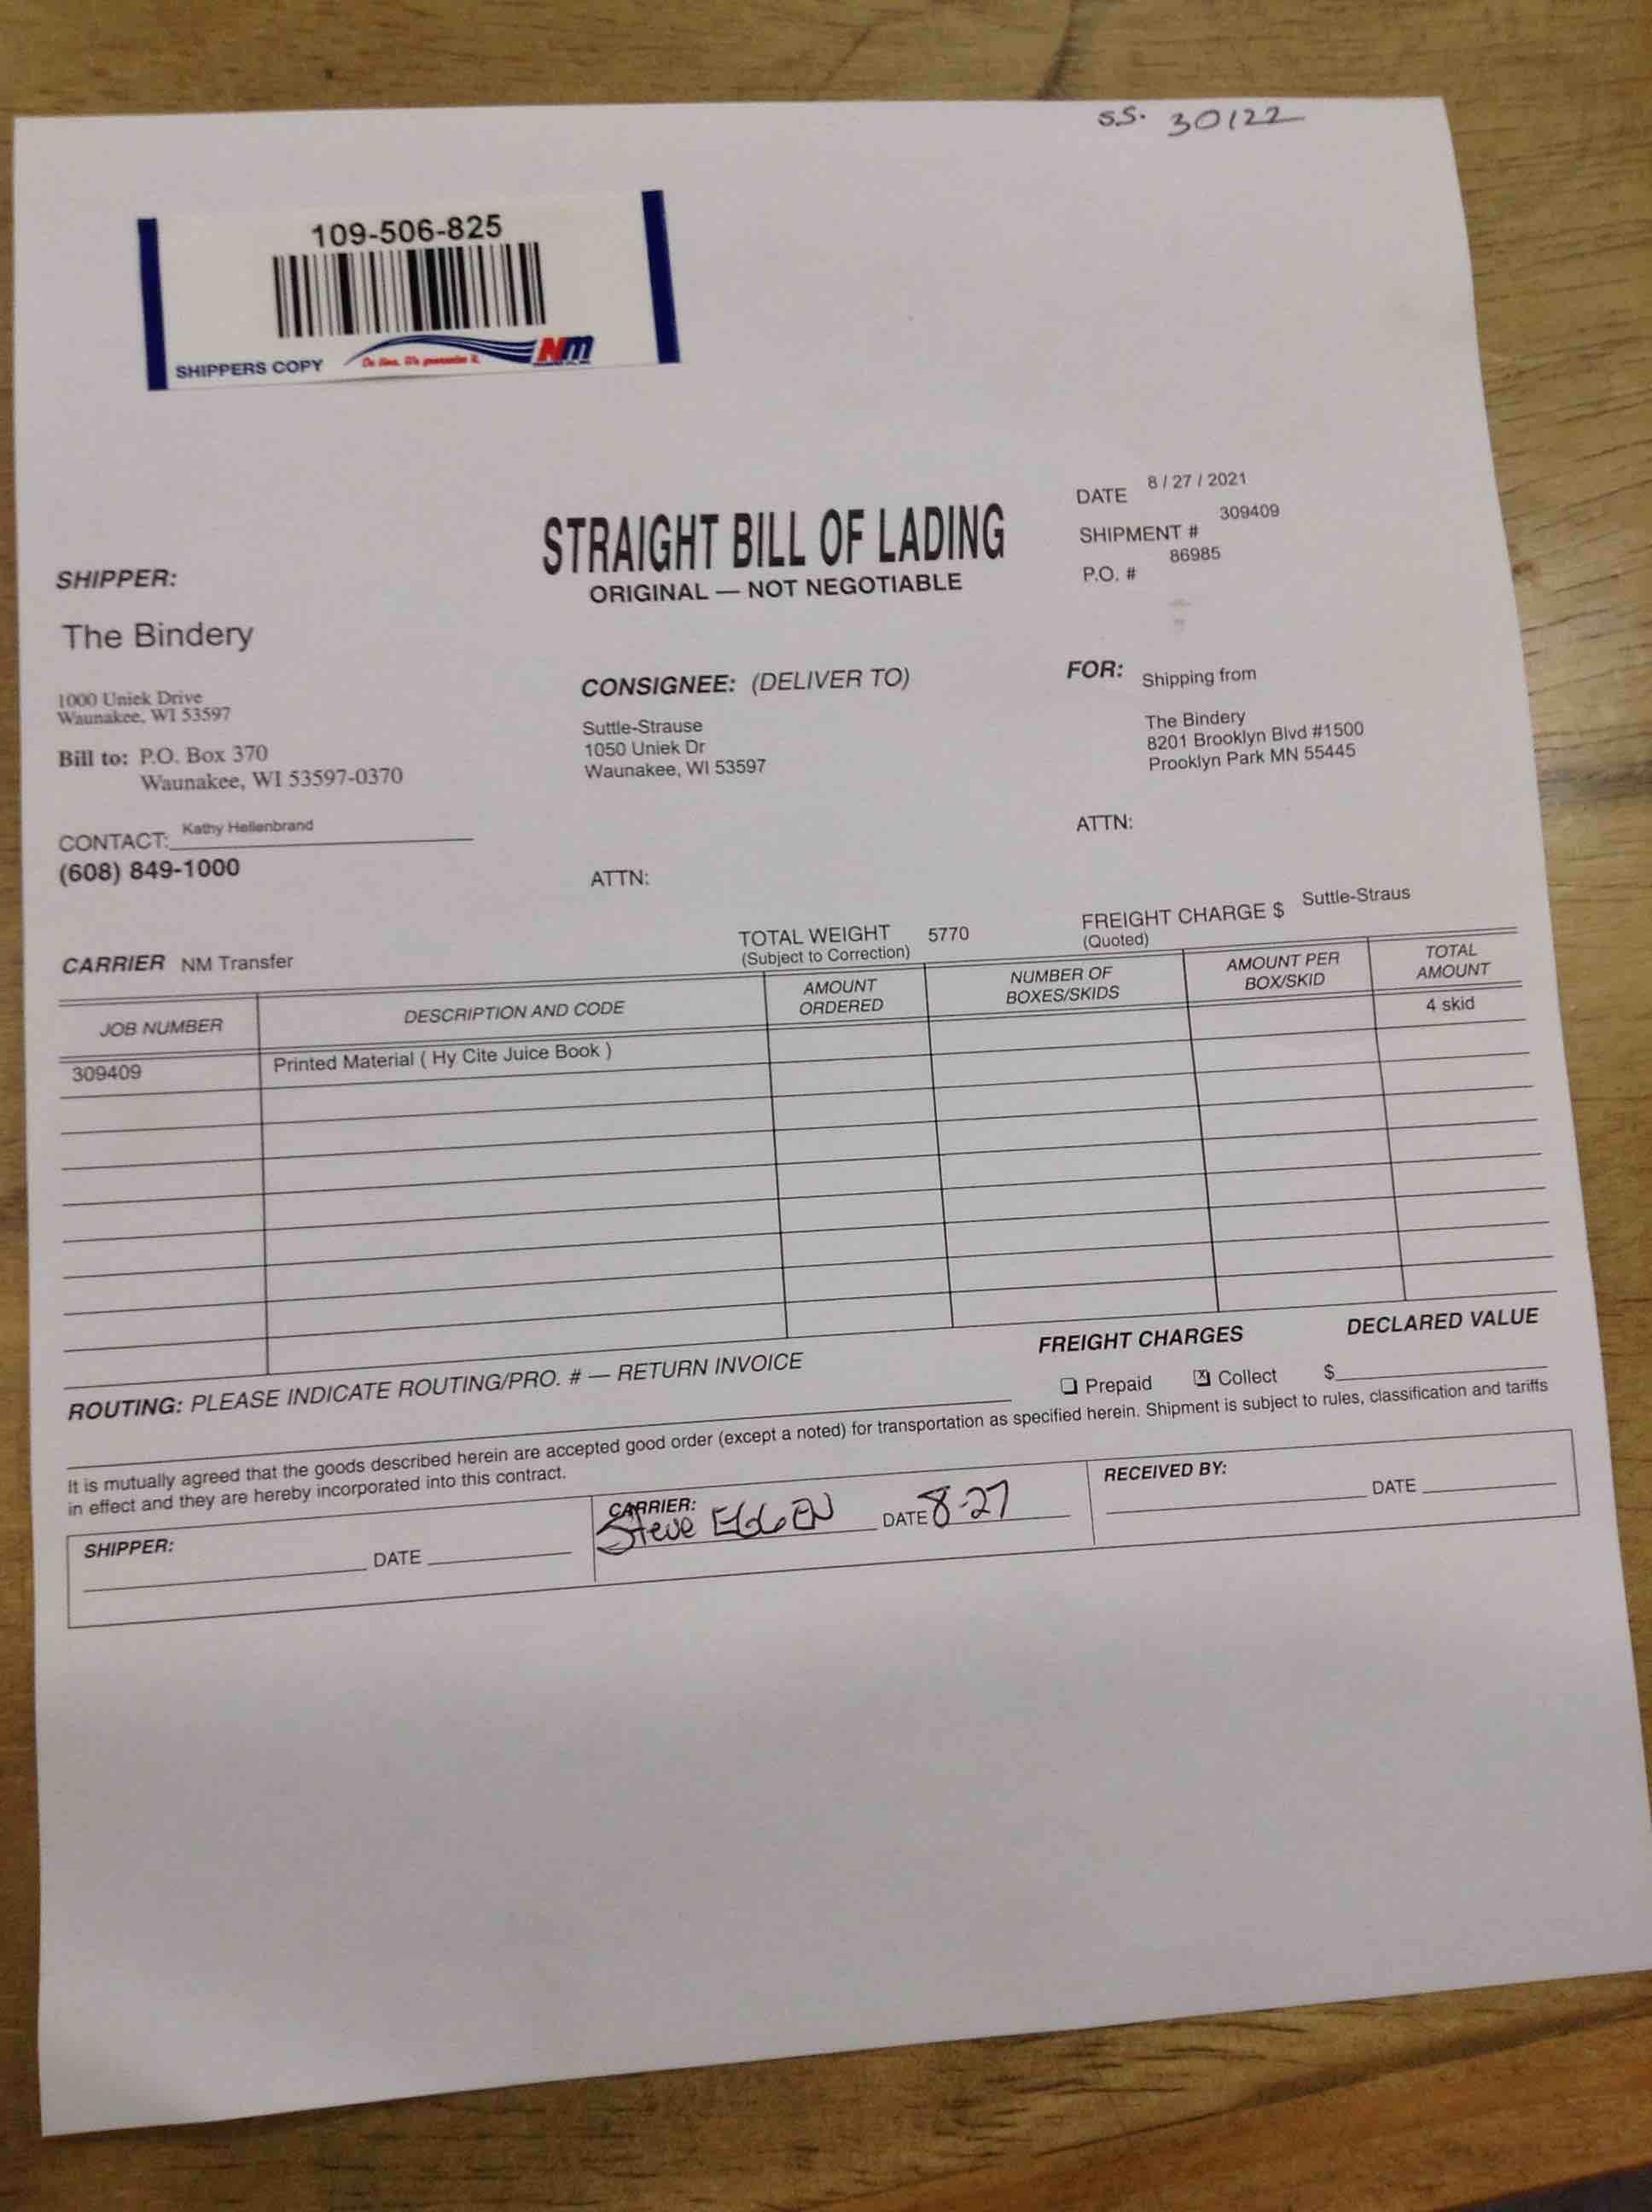 S.S. 30122
109-506-825
SHIPPERS COPY
On time. We guarantee it.
Nm
DATE 8 / 27 / 2021
SHIPMENT # 309409
P.O. # 86985
STRAIGHT BILL OF LADING
ORIGINAL — NOT NEGOTIABLE
SHIPPER:
The Bindery
1000 Uniek Drive
Waunakee, WI 53597
Bill to: P.O. Box 370
Waunakee, WI 53597-0370
CONTACT: Kathy Hellenbrand
(608) 849-1000
CONSIGNEE: (DELIVER TO)
Suttle-Strause
1050 Uniek Dr
Waunakee, WI 53597
ATTN:
FOR: Shipping from
The Bindery
8201 Brooklyn Blvd #1500
Prooklyn Park MN 55445
ATTN:
CARRIER NM Transfer
TOTAL WEIGHT 5770
(Subject to Correction)
FREIGHT CHARGE $ Suttle-Straus
(Quoted)
JOB NUMBER
DESCRIPTION AND CODE
AMOUNT
ORDERED
NUMBER OF
BOXES/SKIDS
AMOUNT PER
BOX/SKID
TOTAL
AMOUNT
309409 Printed Material ( Hy Cite Juice Book ) 4 skid
ROUTING: PLEASE INDICATE ROUTING/PRO. # — RETURN INVOICE
FREIGHT CHARGES
Prepaid Collect
DECLARED VALUE
$
It is mutually agreed that the goods described herein are accepted good order (except a noted) for transportation as specified herein. Shipment is subject to rules, classification and tariffs
in effect and they are hereby incorporated into this contract.
SHIPPER:
DATE
CARRIER:
Steve EGGEN DATE 8-27
RECEIVED BY:
DATE